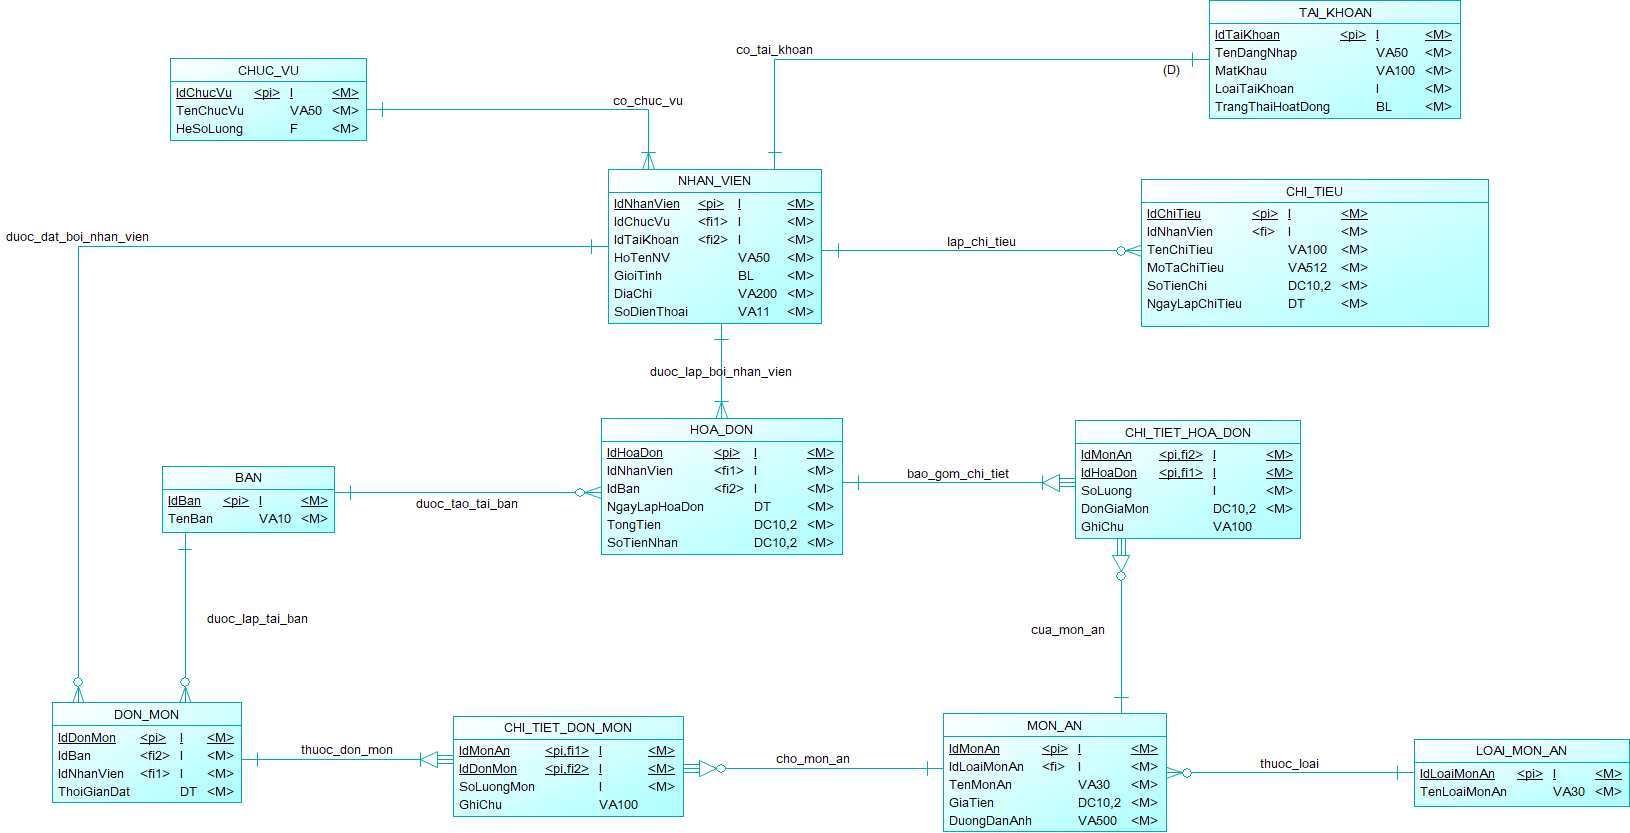 TAI_KHOAN
IdTaiKhoan <pi> I <M>
TenDangNhap VA50 <M>
MatKhau VA100 <M>
LoaiTaiKhoan I <M>
TrangThaiHoatDong BL <M>
co_tai_khoan
(D)
CHUC_VU
IdChucVu <pi> I <M>
TenChucVu VA50 <M>
HeSoLuong F <M>
co_chuc_vu
NHAN_VIEN
IdNhanVien <pi> I <M>
IdChucVu <fi1> I <M>
IdTaiKhoan <fi2> I <M>
HoTenNV VA50 <M>
GioiTinh BL <M>
DiaChi VA200 <M>
SoDienThoai VA11 <M>
CHI_TIEU
IdChiTieu <pi> I <M>
IdNhanVien <fi> I <M>
TenChiTieu VA100 <M>
MoTaChiTieu VA512 <M>
SoTienChi DC10,2 <M>
NgayLapChiTieu DT <M>
duoc_dat_boi_nhan_vien
lap_chi_tieu
duoc_lap_boi_nhan_vien
HOA_DON
IdHoaDon <pi> I <M>
IdNhanVien <fi1> I <M>
IdBan <fi2> I <M>
NgayLapHoaDon DT <M>
TongTien DC10,2 <M>
SoTienNhan DC10,2 <M>
CHI_TIET_HOA_DON
IdMonAn <pi,fi2> I <M>
IdHoaDon <pi,fi1> I <M>
SoLuong I <M>
DonGiaMon DC10,2 <M>
GhiChu VA100
bao_gom_chi_tiet
BAN
IdBan <pi> I <M>
TenBan VA10 <M>
duoc_tao_tai_ban
duoc_lap_tai_ban
cua_mon_an
DON_MON
IdDonMon <pi> I <M>
IdBan <fi2> I <M>
IdNhanVien <fi1> I <M>
ThoiGianDat DT <M>
thuoc_don_mon
CHI_TIET_DON_MON
IdMonAn <pi,fi1> I <M>
IdDonMon <pi,fi2> I <M>
SoLuongMon I <M>
GhiChu VA100
cho_mon_an
MON_AN
IdMonAn <pi> I <M>
IdLoaiMonAn <fi> I <M>
TenMonAn VA30 <M>
GiaTien DC10,2 <M>
DuongDanAnh VA500 <M>
thuoc_loai
LOAI_MON_AN
IdLoaiMonAn <pi> I <M>
TenLoaiMonAn VA30 <M>